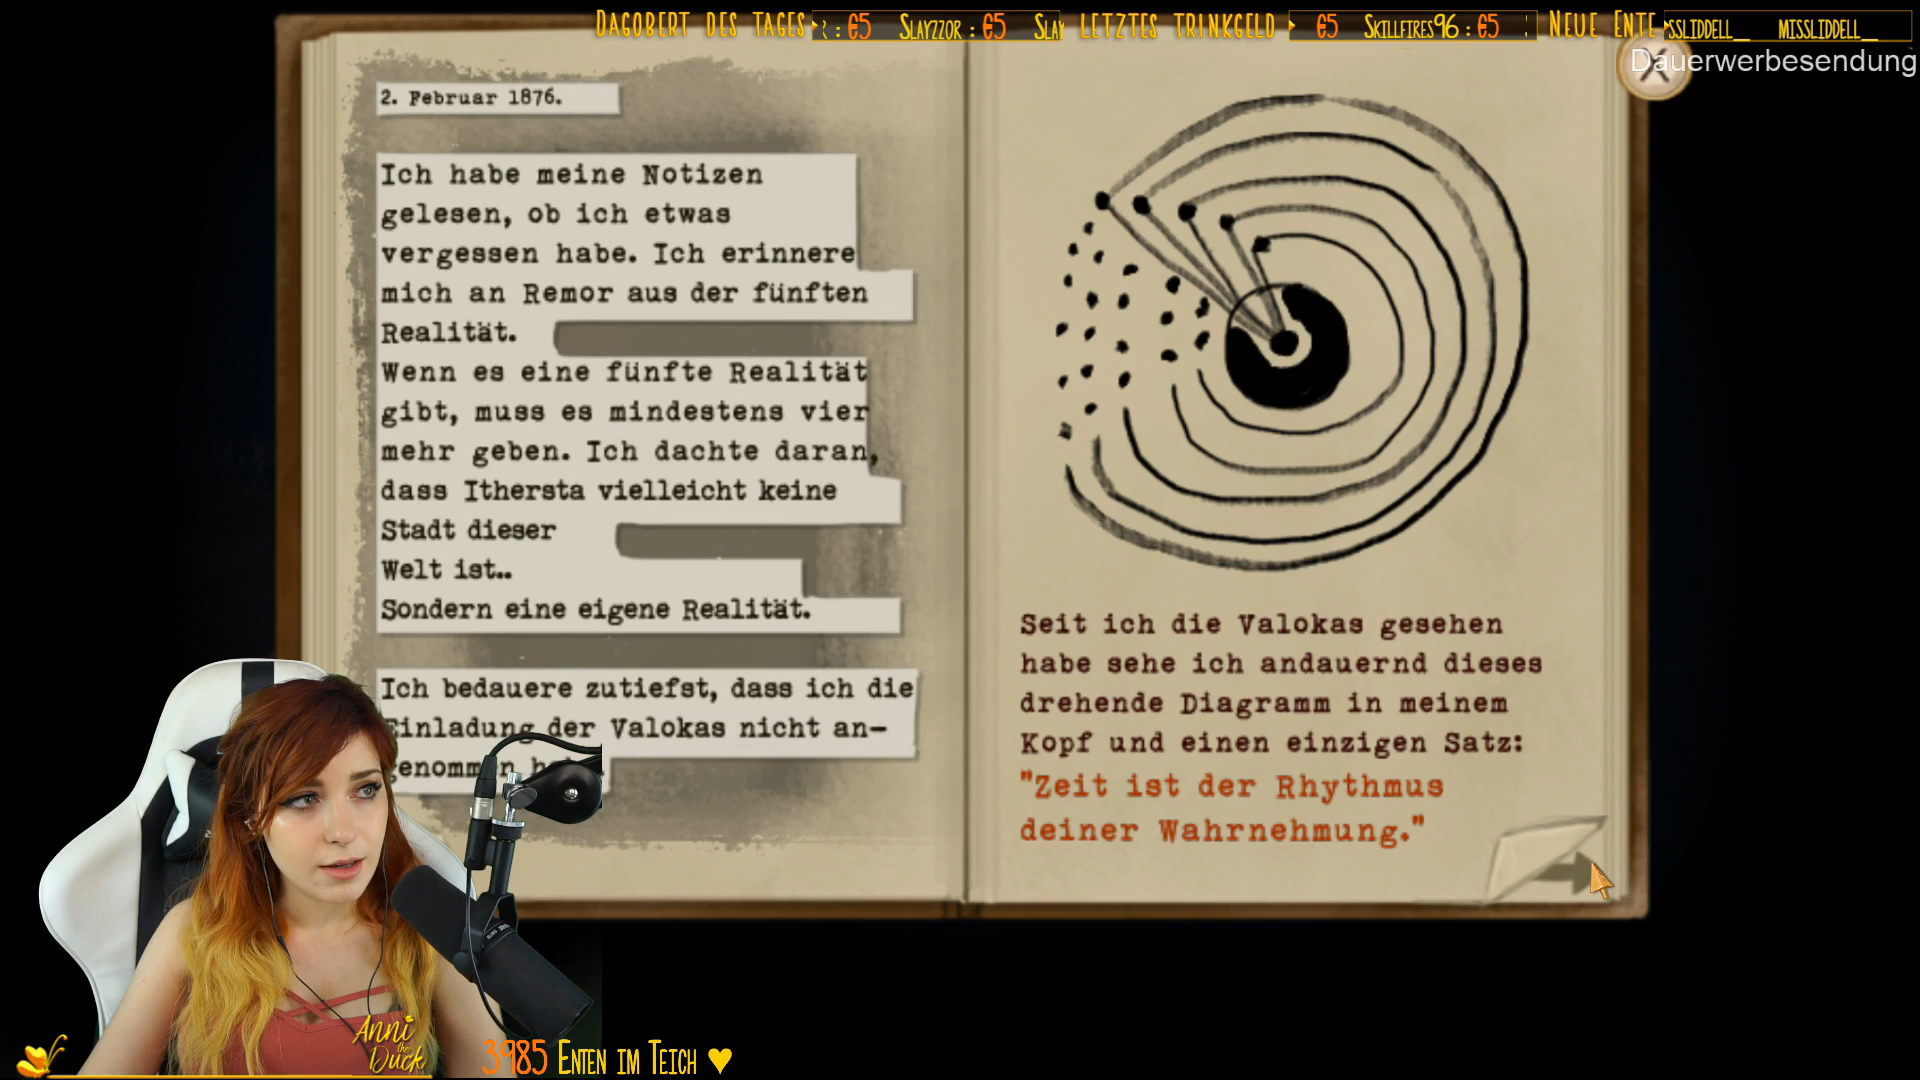 Dagobert des Tages
: €5 Slayzzor : €5 Slay
letztes Trinkgeld
€5 Skillfires96 : €5
Neue Ente
ssliddell_ missliddell_
Dauerwerbesendung
2. Februar 1876.
Ich habe meine Notizen
gelesen, ob ich etwas
vergessen habe. Ich erinnere
mich an Remor aus der fünften
Realität.
Wenn es eine fünfte Realität
gibt, muss es mindestens vier
mehr geben. Ich dachte daran,
dass Ithersta vielleicht keine
Stadt dieser
Welt ist..
Sondern eine eigene Realität.
Ich bedauere zutiefst, dass ich die
Einladung der Valokas nicht an-
genommen
Seit ich die Valokas gesehen
habe sehe ich andauernd dieses
drehende Diagramm in meinem
Kopf und einen einzigen Satz:
"Zeit ist der Rhythmus
deiner Wahrnehmung."
Anni
the
Duck
3985 Enten im Teich ♥